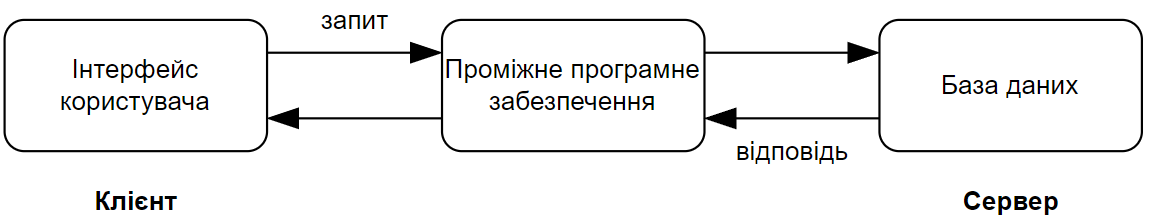 запит
Інтерфейс
користувача
Проміжне програмне
забезпечення
База даних
відповідь
Клієнт
Сервер